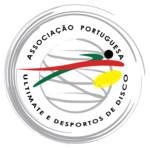 ASSOCIAÇÃO PORTUGUESA
ULTIMATE E DESPORTOS DE DISCO